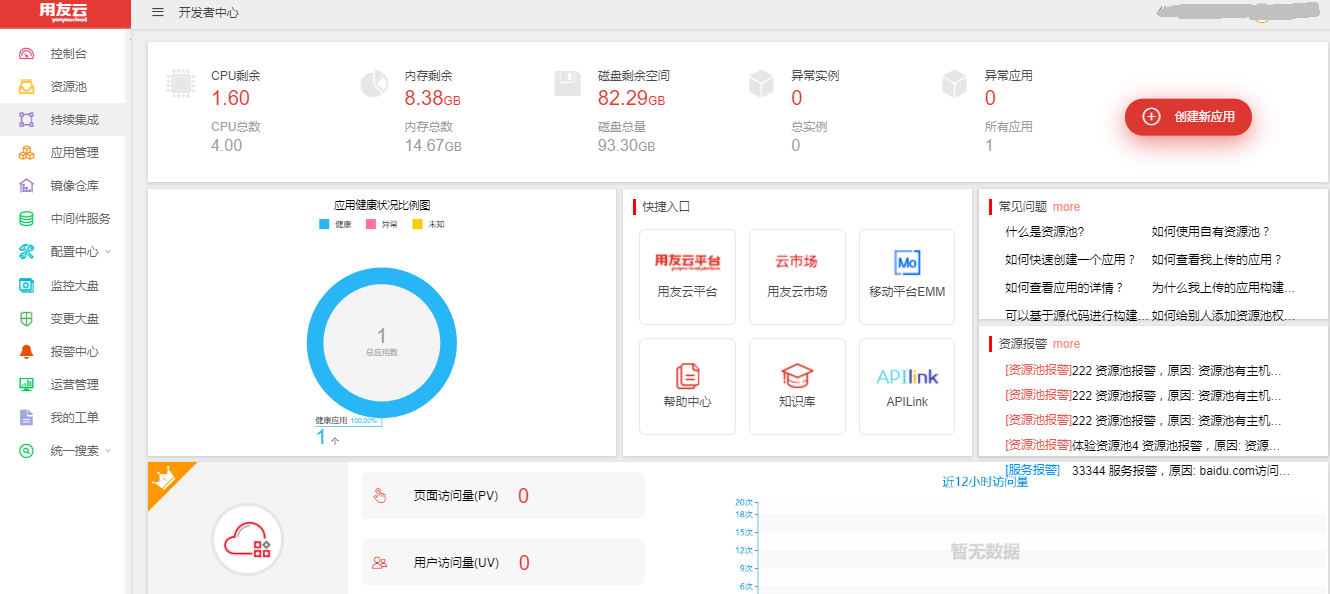 用友云
yonyoucloud
开发者中心
控制台
资源池
持续集成
应用管理
镜像仓库
中间件服务
配置中心
监控大盘
变更大盘
报警中心
运营管理
我的工单
统一搜索
CPU剩余
1.60
CPU总数
4.00
内存剩余
8.38GB
内存总数
14.67GB
磁盘剩余空间
82.29GB
磁盘总量
93.30GB
异常实例
0
总实例
0
异常应用
0
所有应用
1
创建新应用
应用健康状况比例图
健康 异常 未知
1
总应用数
健康应用 100.00%
1 个
快捷入口
用友云平台
yonyoucloud platform
用友云平台
云市场
用友云市场
Mo
移动平台EMM
帮助中心
知识库
APIlink
APILink
常见问题 more
什么是资源池? 如何使用自有资源池？
如何快速创建一个应用？ 如何查看我上传的应用？
如何查看应用的详情？ 为什么我上传的应用构建...
可以基于源代码进行构建... 如何给别人添加资源池权...
资源报警 more
[资源池报警]222 资源池报警，原因: 资源池有主机...
[资源池报警]222 资源池报警，原因: 资源池有主机...
[资源池报警]222 资源池报警，原因: 资源池有主机...
[资源池报警]体验资源池4 资源池报警，原因: 资源...
[服务报警] 33344 服务报警，原因: baidu.com访问...
页面访问量(PV) 0
用户访问量(UV) 0
近12小时访问量
20次
18次
15次
12次
9次
6次
暂无数据